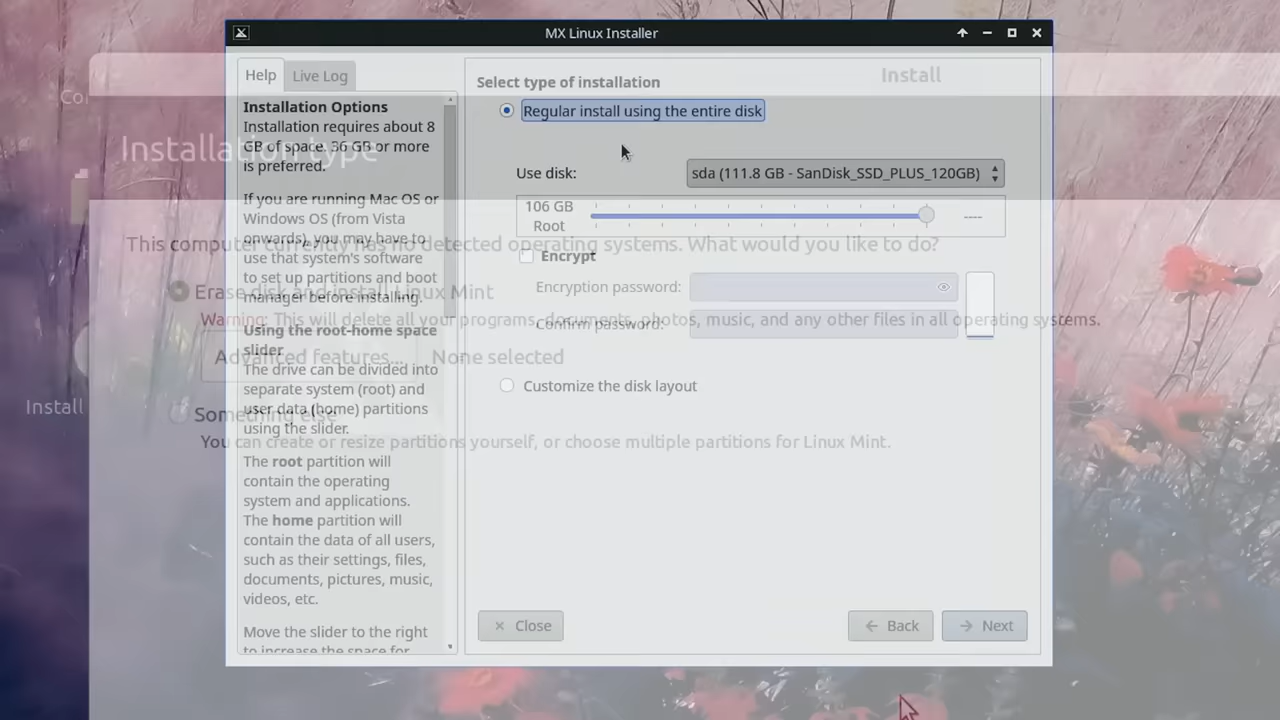 MX Linux Installer
Help
Live Log
Installation Options
Installation requires about 8
GB of space. 36 GB or more
is preferred.
If you are running Mac OS or
Windows OS (from Vista
onwards), you may have to
use that system's software
to set up partitions and boot
manager before installing.
Using the root-home space
slider
The drive can be divided into
separate system (root) and
user data (home) partitions
using the slider.
The root partition will
contain the operating
system and applications.
The home partition will
contain the data of all users,
such as their settings, files,
documents, pictures, music,
videos, etc.
Move the slider to the right
to increase the space for
Select type of installation
Regular install using the entire disk
Use disk:
sda (111.8 GB - SanDisk_SSD_PLUS_120GB)
106 GB
Root
----
Encrypt
Encryption password:
Confirm password:
Customize the disk layout
Close
Back
Next
Install
Installation type
This computer currently has no detected operating systems. What would you like to do?
Erase disk and install Linux Mint
Warning: This will delete all your programs, documents, photos, music, and any other files in all operating systems.
Advanced features...
None selected
Something else
You can create or resize partitions yourself, or choose multiple partitions for Linux Mint.
Install